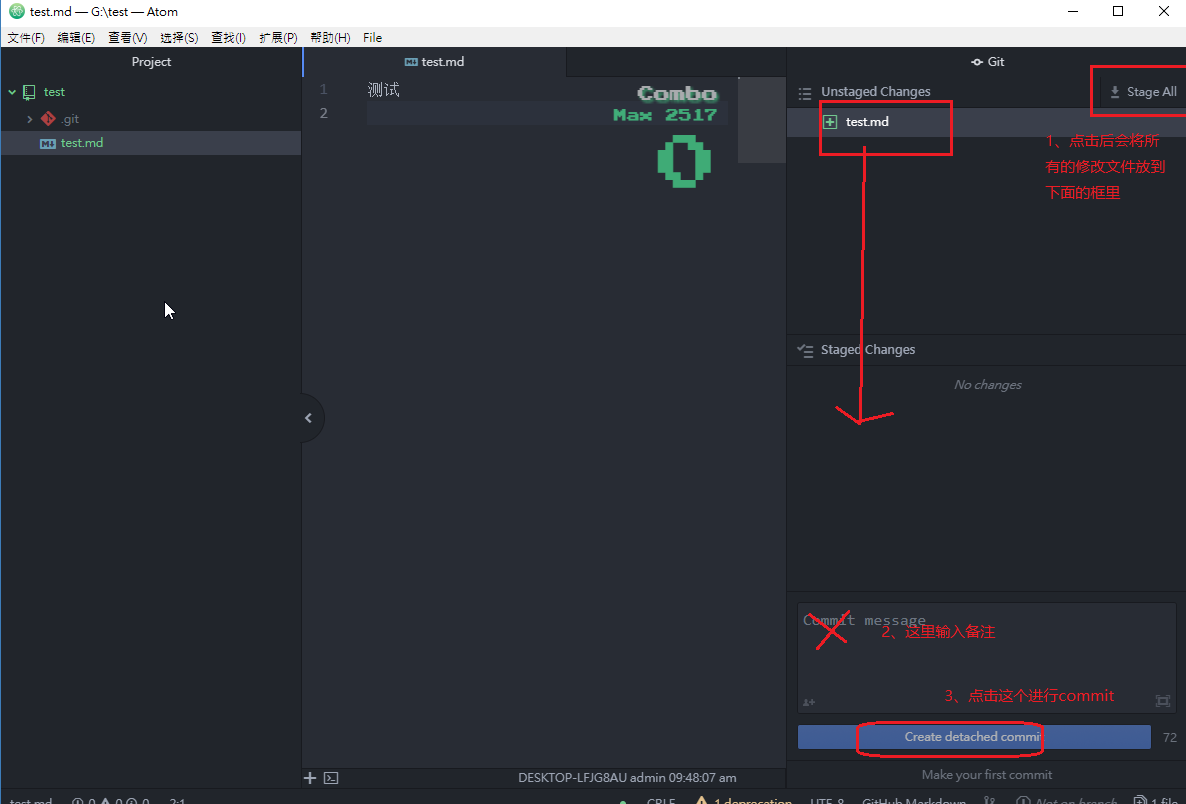 test.md — G:\test — Atom
文件(F) 编辑(E) 查看(V) 选择(S) 查找(I) 扩展(P) 帮助(H) File
Project
test
.git
test.md
test.md
1 测试
2
Combo
Max 2517
0
Git
Unstaged Changes
Stage All
test.md
1、点击后会将所
有的修改文件放到
下面的框里
Staged Changes
No changes
Commit message
2、这里输入备注
3、点击这个进行commit
Create detached commit
72
Make your first commit
DESKTOP-LFJG8AU admin 09:48:07 am
test.md 0 0 0 2:1 CRLF 1 deprecation UTF-8 GitHub Markdown Not on branch 1 file